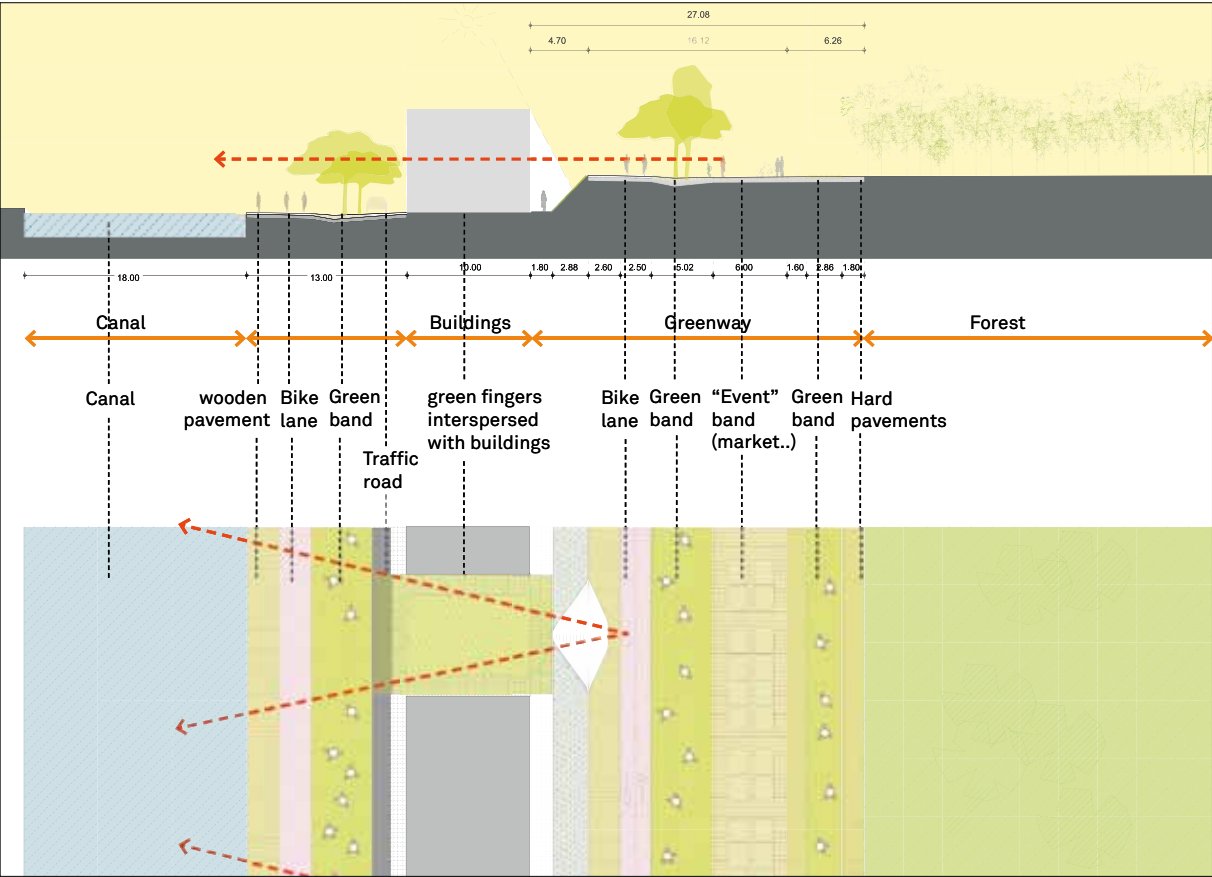 27.08
4.70
16.12
6.26
18.00
13.00
10.00
1.80
2.88
2.60
2.50
5.02
6.00
1.60
2.86
1.80
Canal
Buildings
Greenway
Forest
Canal
wooden
pavement
Bike
lane
Green
band
Traffic
road
green fingers
interspersed
with buildings
Bike
lane
Green
band
“Event”
band
(market..)
Green
band
Hard
pavements